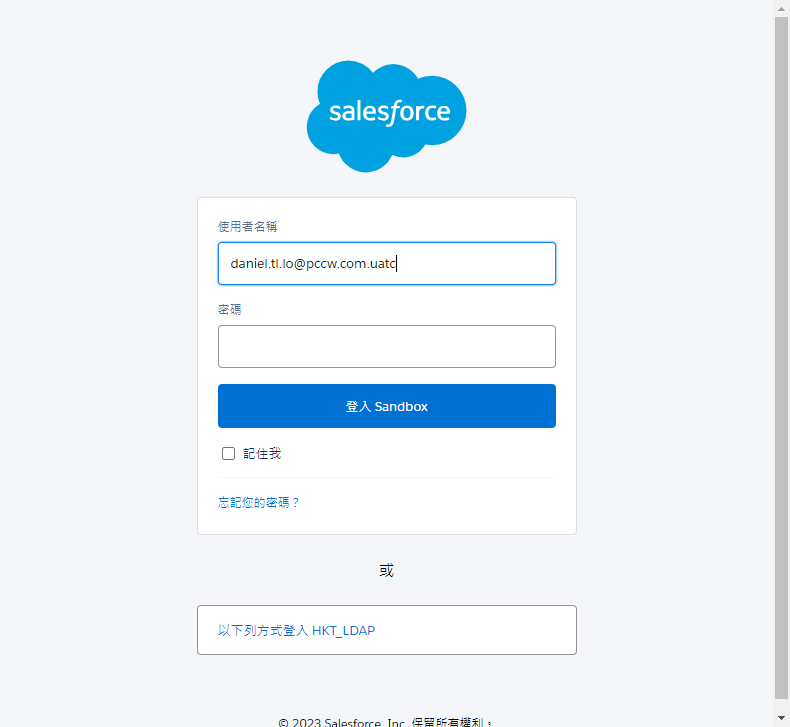 salesforce
使用者名稱
daniel.tl.lo@pccw.com.uatc
密碼
登入 Sandbox
記住我
忘記您的密碼？
或
以下列方式登入 HKT_LDAP
© 2023 Salesforce, Inc. 保留所有權利。